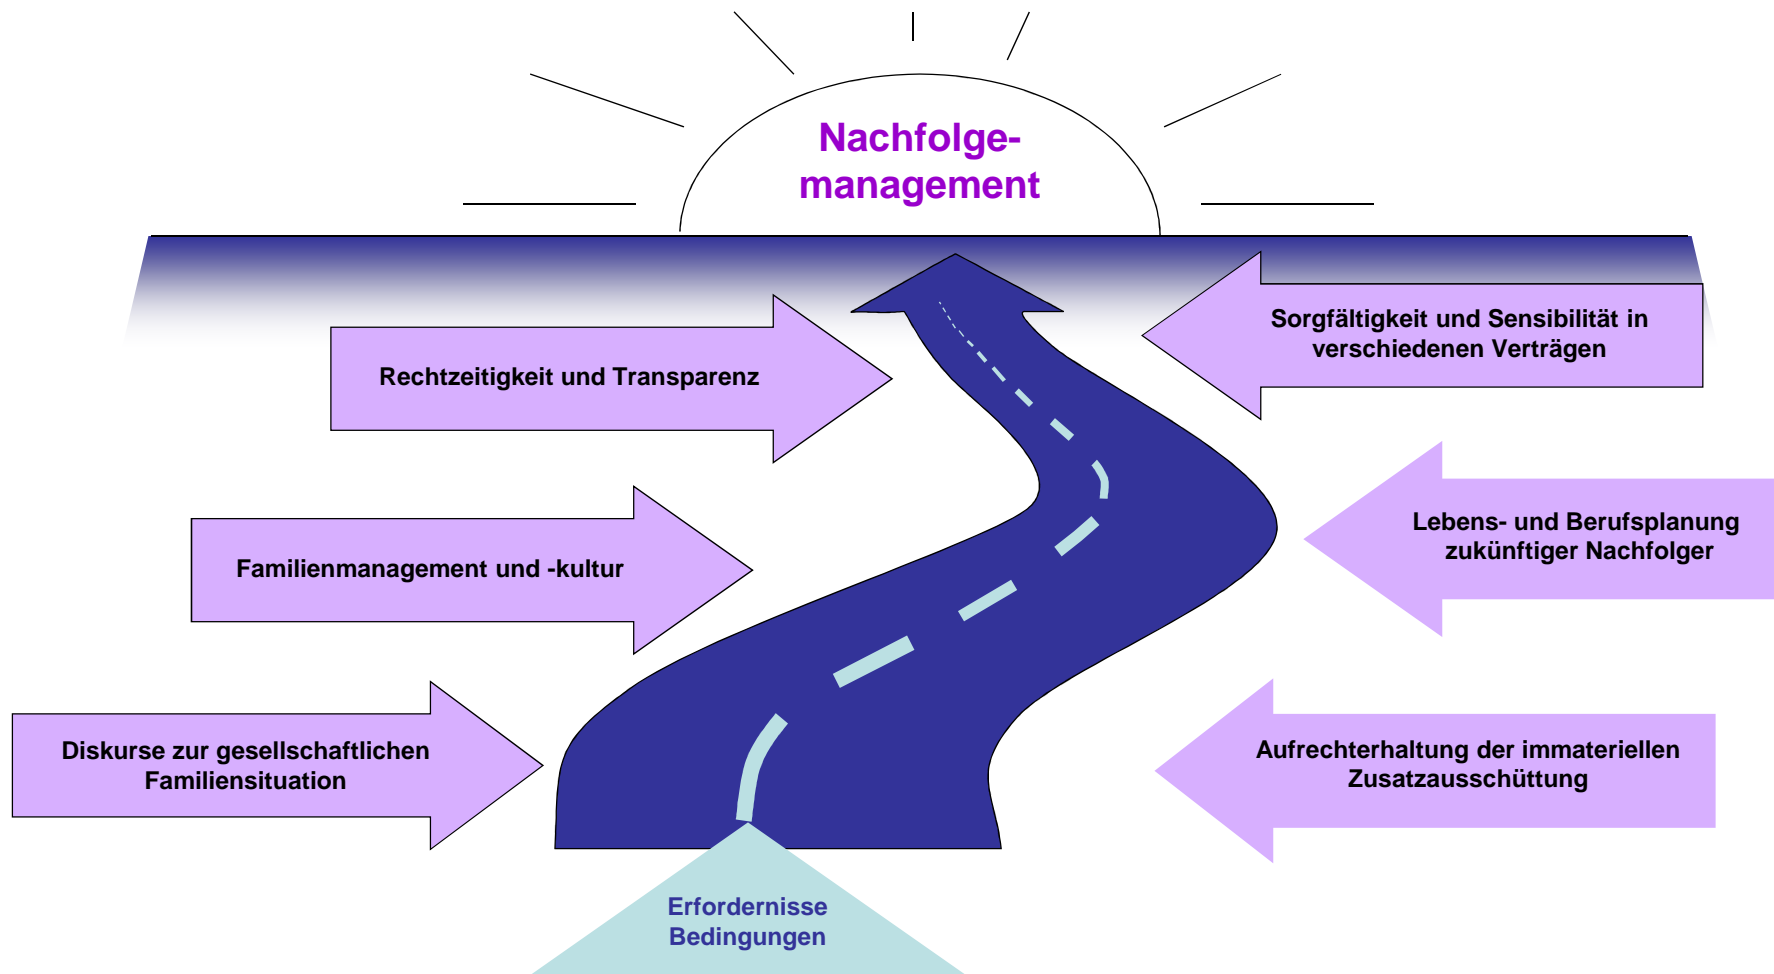 Nachfolge-
management
Sorgfältigkeit und Sensibilität in
verschiedenen Verträgen
Rechtzeitigkeit und Transparenz
Lebens- und Berufsplanung
zukünftiger Nachfolger
Familienmanagement und -kultur
Diskurse zur gesellschaftlichen
Familiensituation
Aufrechterhaltung der immateriellen
Zusatzausschüttung
Erfordernisse
Bedingungen